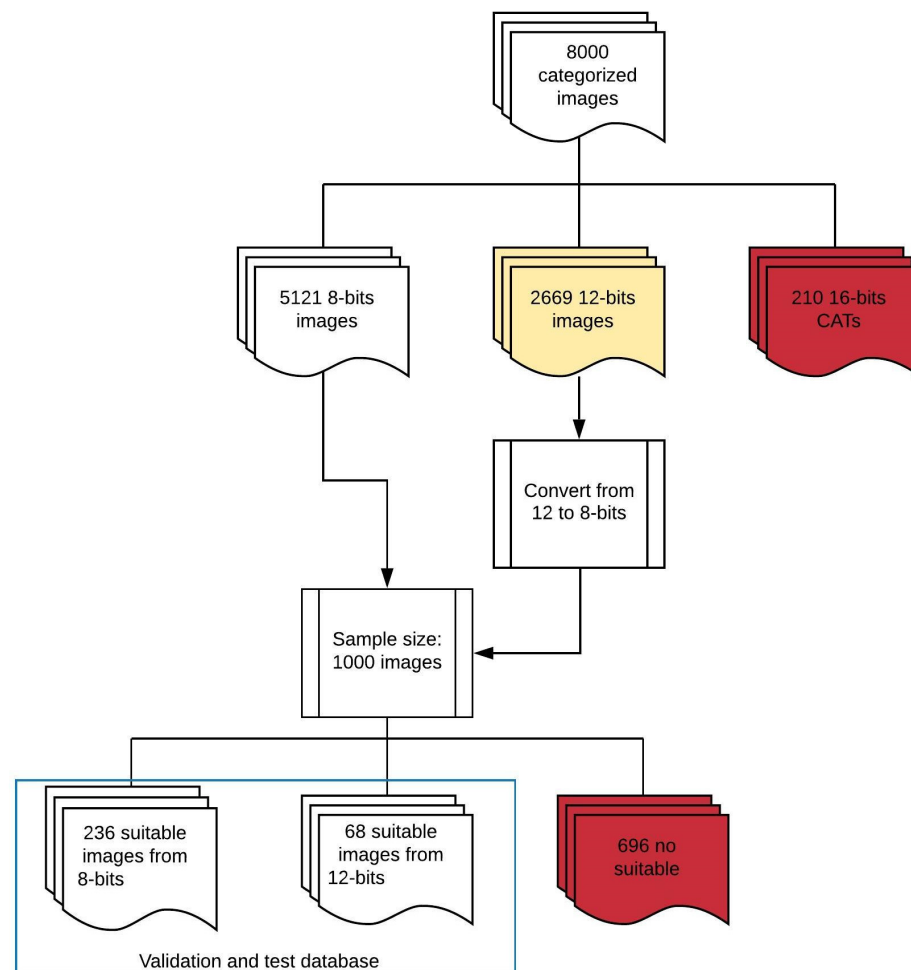 8000
categorized
images
5121 8-bits
images
2669 12-bits
images
210 16-bits
CATs
Convert from
12 to 8-bits
Sample size:
1000 images
236 suitable
images from
8-bits
68 suitable
images from
12-bits
696 no
suitable
Validation and test database